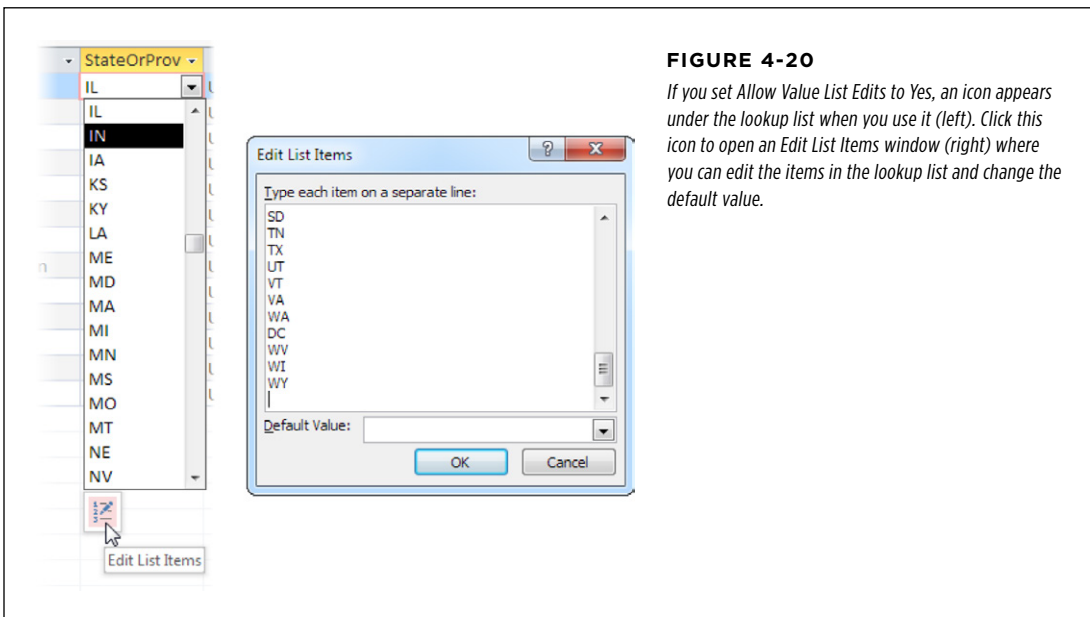 StateOrProv
IL
IL
IN
IA
KS
KY
LA
ME
MD
MA
MI
MN
MS
MO
MT
NE
NV
Edit List Items
Edit List Items
Type each item on a separate line:
SD
TN
TX
UT
VT
VA
WA
DC
WV
WI
WY
Default Value:
OK Cancel
FIGURE 4-20
If you set Allow Value List Edits to Yes, an icon appears
under the lookup list when you use it (left). Click this
icon to open an Edit List Items window (right) where
you can edit the items in the lookup list and change the
default value.